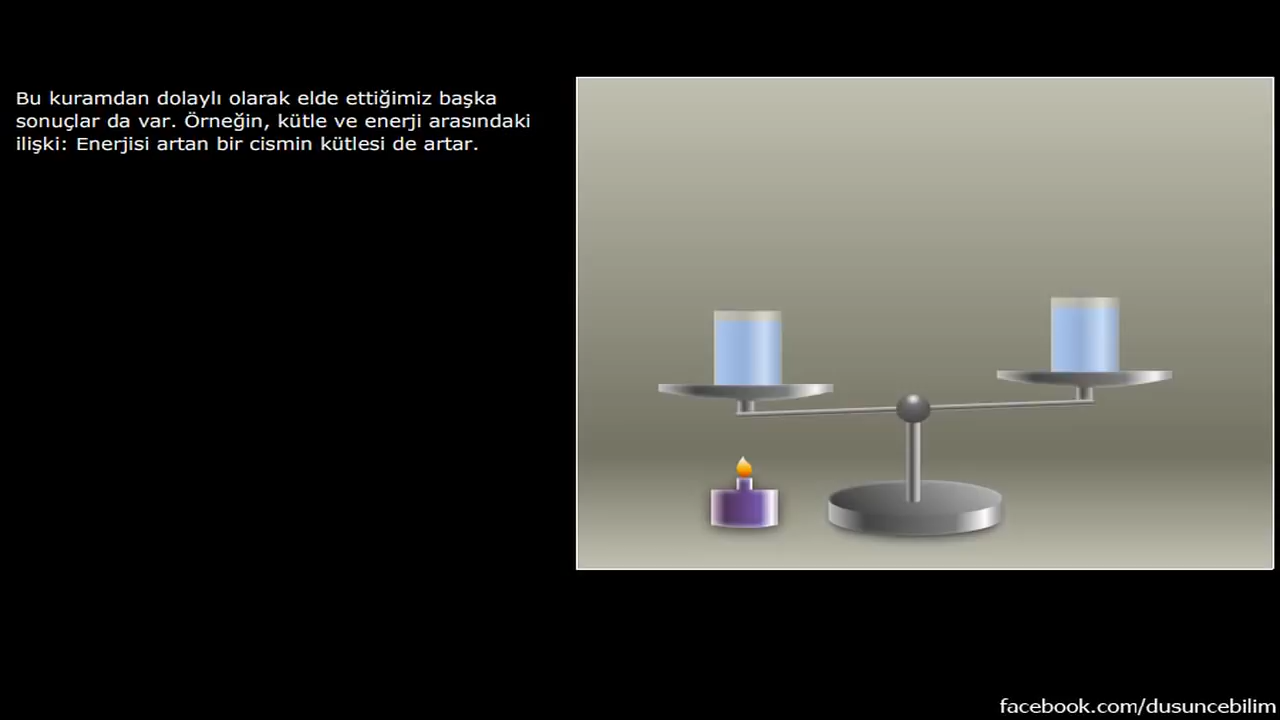 Bu kuramdan dolaylı olarak elde ettiğimiz başka
sonuçlar da var. Örneğin, kütle ve enerji arasındaki
ilişki: Enerjisi artan bir cismin kütlesi de artar.
facebook.com/dusuncebilim